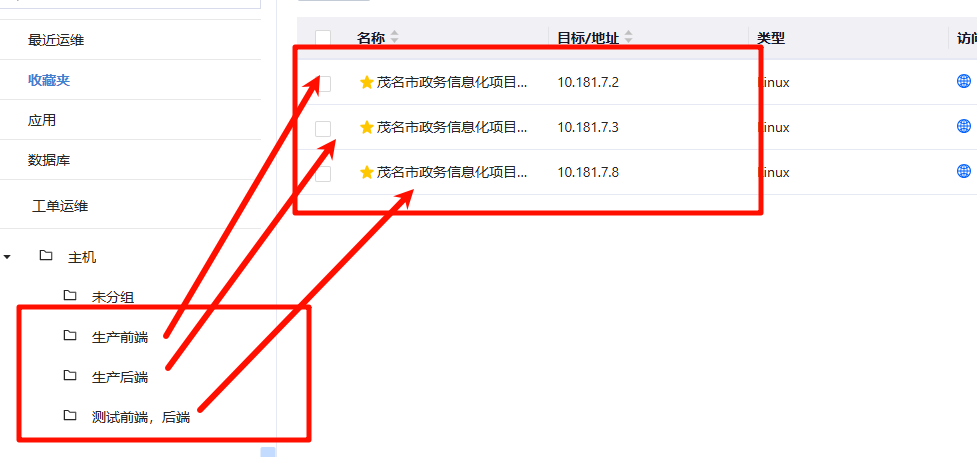 最近运维
收藏夹
应用
数据库
工单运维
主机
未分组
生产前端
生产后端
测试前端，后端
名称 目标/地址 类型 访
茂名市政务信息化项目... 10.181.7.2 inux
茂名市政务信息化项目... 10.181.7.3 inux
茂名市政务信息化项目... 10.181.7.8 inux